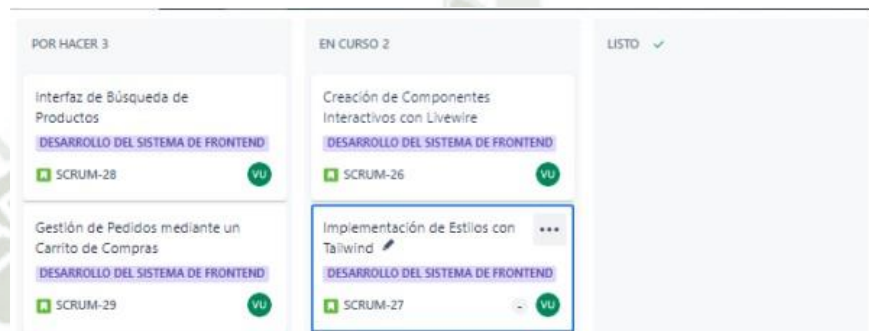 POR HACER 3
Interfaz de Búsqueda de
Productos
DESARROLLO DEL SISTEMA DE FRONTEND
SCRUM-28
VU
Gestión de Pedidos mediante un
Carrito de Compras
DESARROLLO DEL SISTEMA DE FRONTEND
SCRUM-29
VU
EN CURSO 2
Creación de Componentes
Interactivos con Livewire
DESARROLLO DEL SISTEMA DE FRONTEND
SCRUM-26
VU
Implementación de Estilos con
Tailwind
DESARROLLO DEL SISTEMA DE FRONTEND
SCRUM-27
- VU
LISTO